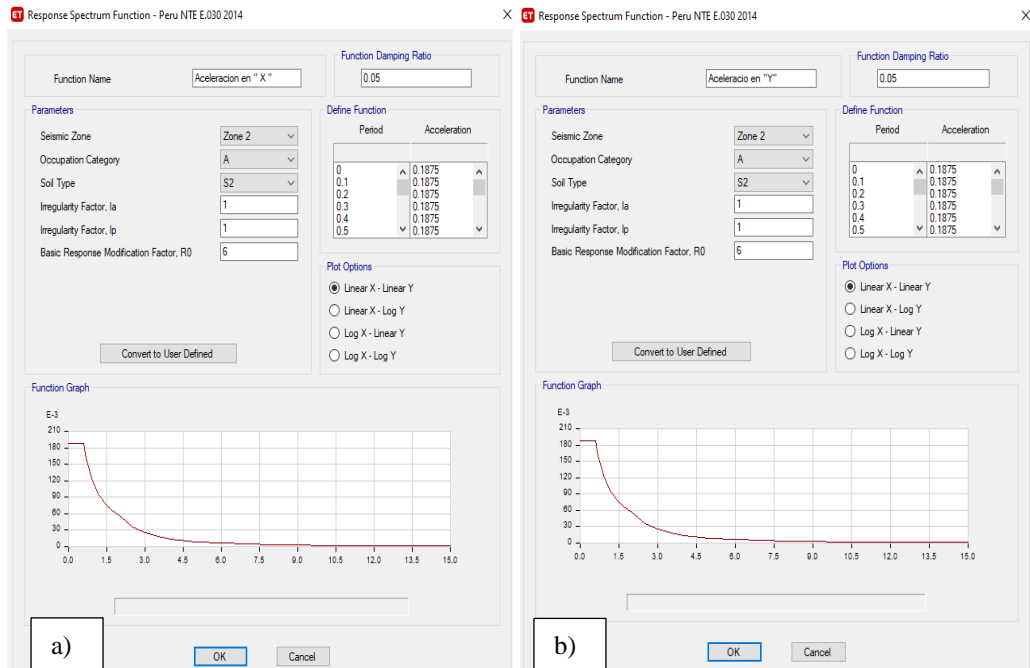 ET Response Spectrum Function - Peru NTE E.030 2014 X
Function Name
Aceleracion en " X "
Function Damping Ratio
0.05
Parameters
Seismic Zone Zone 2
Occupation Category A
Soil Type S2
Irregularity Factor, Ia 1
Irregularity Factor, Ip 1
Basic Response Modification Factor, R0 6
Convert to User Defined
Define Function
Period Acceleration
0 0.1875
0.1 0.1875
0.2 0.1875
0.3 0.1875
0.4 0.1875
0.5 0.1875
Plot Options
Linear X - Linear Y
Linear X - Log Y
Log X - Linear Y
Log X - Log Y
Function Graph
E-3
210
180
150
120
90
60
30
0
0.0 1.5 3.0 4.5 6.0 7.5 9.0 10.5 12.0 13.5 15.0
a)
OK Cancel
ET Response Spectrum Function - Peru NTE E.030 2014 X
Function Name
Aceleracio en "Y"
Function Damping Ratio
0.05
Parameters
Seismic Zone Zone 2
Occupation Category A
Soil Type S2
Irregularity Factor, Ia 1
Irregularity Factor, Ip 1
Basic Response Modification Factor, R0 6
Convert to User Defined
Define Function
Period Acceleration
0 0.1875
0.1 0.1875
0.2 0.1875
0.3 0.1875
0.4 0.1875
0.5 0.1875
Plot Options
Linear X - Linear Y
Linear X - Log Y
Log X - Linear Y
Log X - Log Y
Function Graph
E-3
210
180
150
120
90
60
30
0
0.0 1.5 3.0 4.5 6.0 7.5 9.0 10.5 12.0 13.5 15.0
b)
OK Cancel